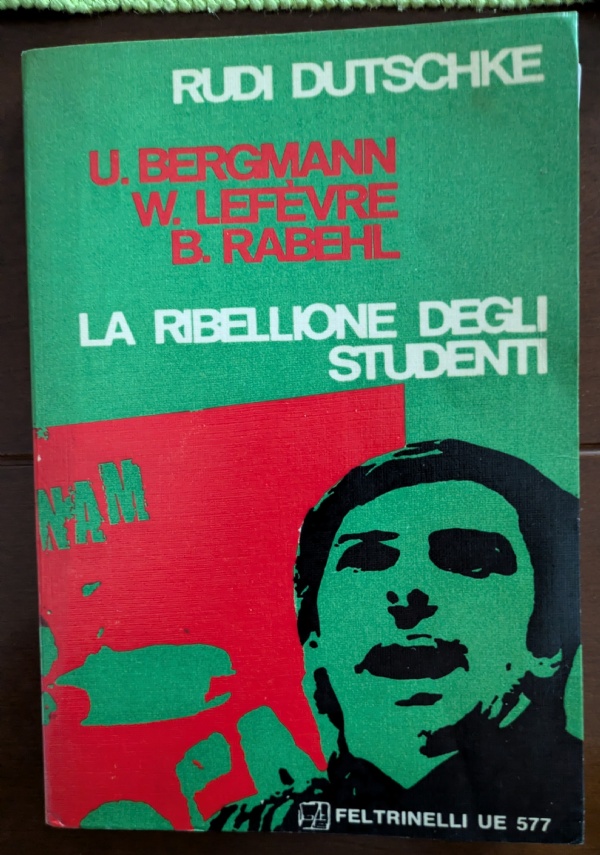 RUDI DUTSCHKE
U. BERGMANN
W. LEFÈVRE
B. RABEHL
LA RIBELLIONE DEGLI
STUDENTI
NAM
FELTRINELLI UE 577